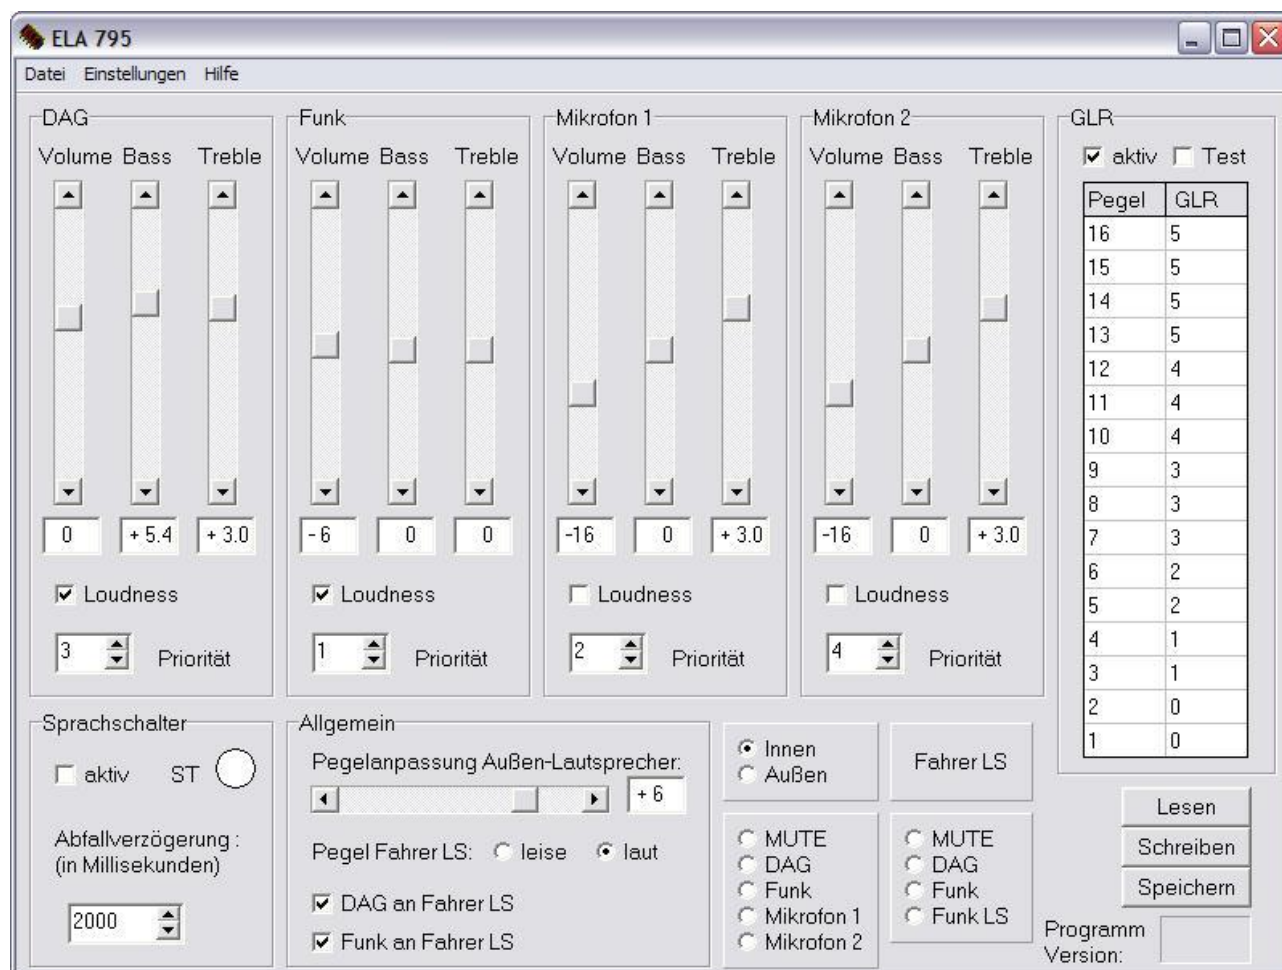 ELA 795
Datei Einstellungen Hilfe
DAG
Volume Bass Treble
0 + 5.4 + 3.0
Loudness
3 Priorität
Funk
Volume Bass Treble
- 6 0 0
Loudness
1 Priorität
Mikrofon 1
Volume Bass Treble
-16 0 + 3.0
Loudness
2 Priorität
Mikrofon 2
Volume Bass Treble
-16 0 + 3.0
Loudness
4 Priorität
GLR
aktiv Test
Pegel GLR
16 5
15 5
14 5
13 5
12 4
11 4
10 4
9 3
8 3
7 3
6 2
5 2
4 1
3 1
2 0
1 0
Sprachschalter
aktiv ST
Abfallverzögerung :
(in Millisekunden)
2000
Allgemein
Pegelanpassung Außen-Lautsprecher:
+ 6
Pegel Fahrer LS: leise laut
DAG an Fahrer LS
Funk an Fahrer LS
Innen
Außen
MUTE
DAG
Funk
Mikrofon 1
Mikrofon 2
Fahrer LS
MUTE
DAG
Funk
Funk LS
Lesen
Schreiben
Speichern
Programm
Version: